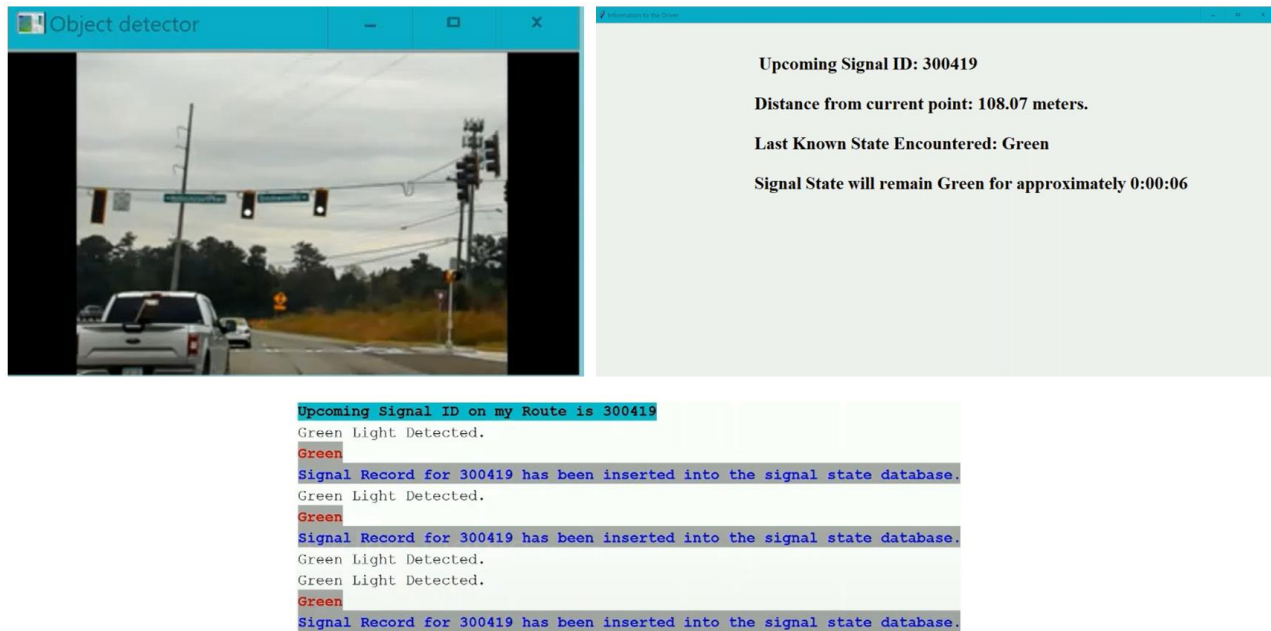 Object detector
Information to the Driver
Upcoming Signal ID: 300419
Distance from current point: 108.07 meters.
Last Known State Encountered: Green
Signal State will remain Green for approximately 0:00:06
Upcoming Signal ID on my Route is 300419
Green Light Detected.
Green
Signal Record for 300419 has been inserted into the signal state database.
Green Light Detected.
Green
Signal Record for 300419 has been inserted into the signal state database.
Green Light Detected.
Green Light Detected.
Green
Signal Record for 300419 has been inserted into the signal state database.